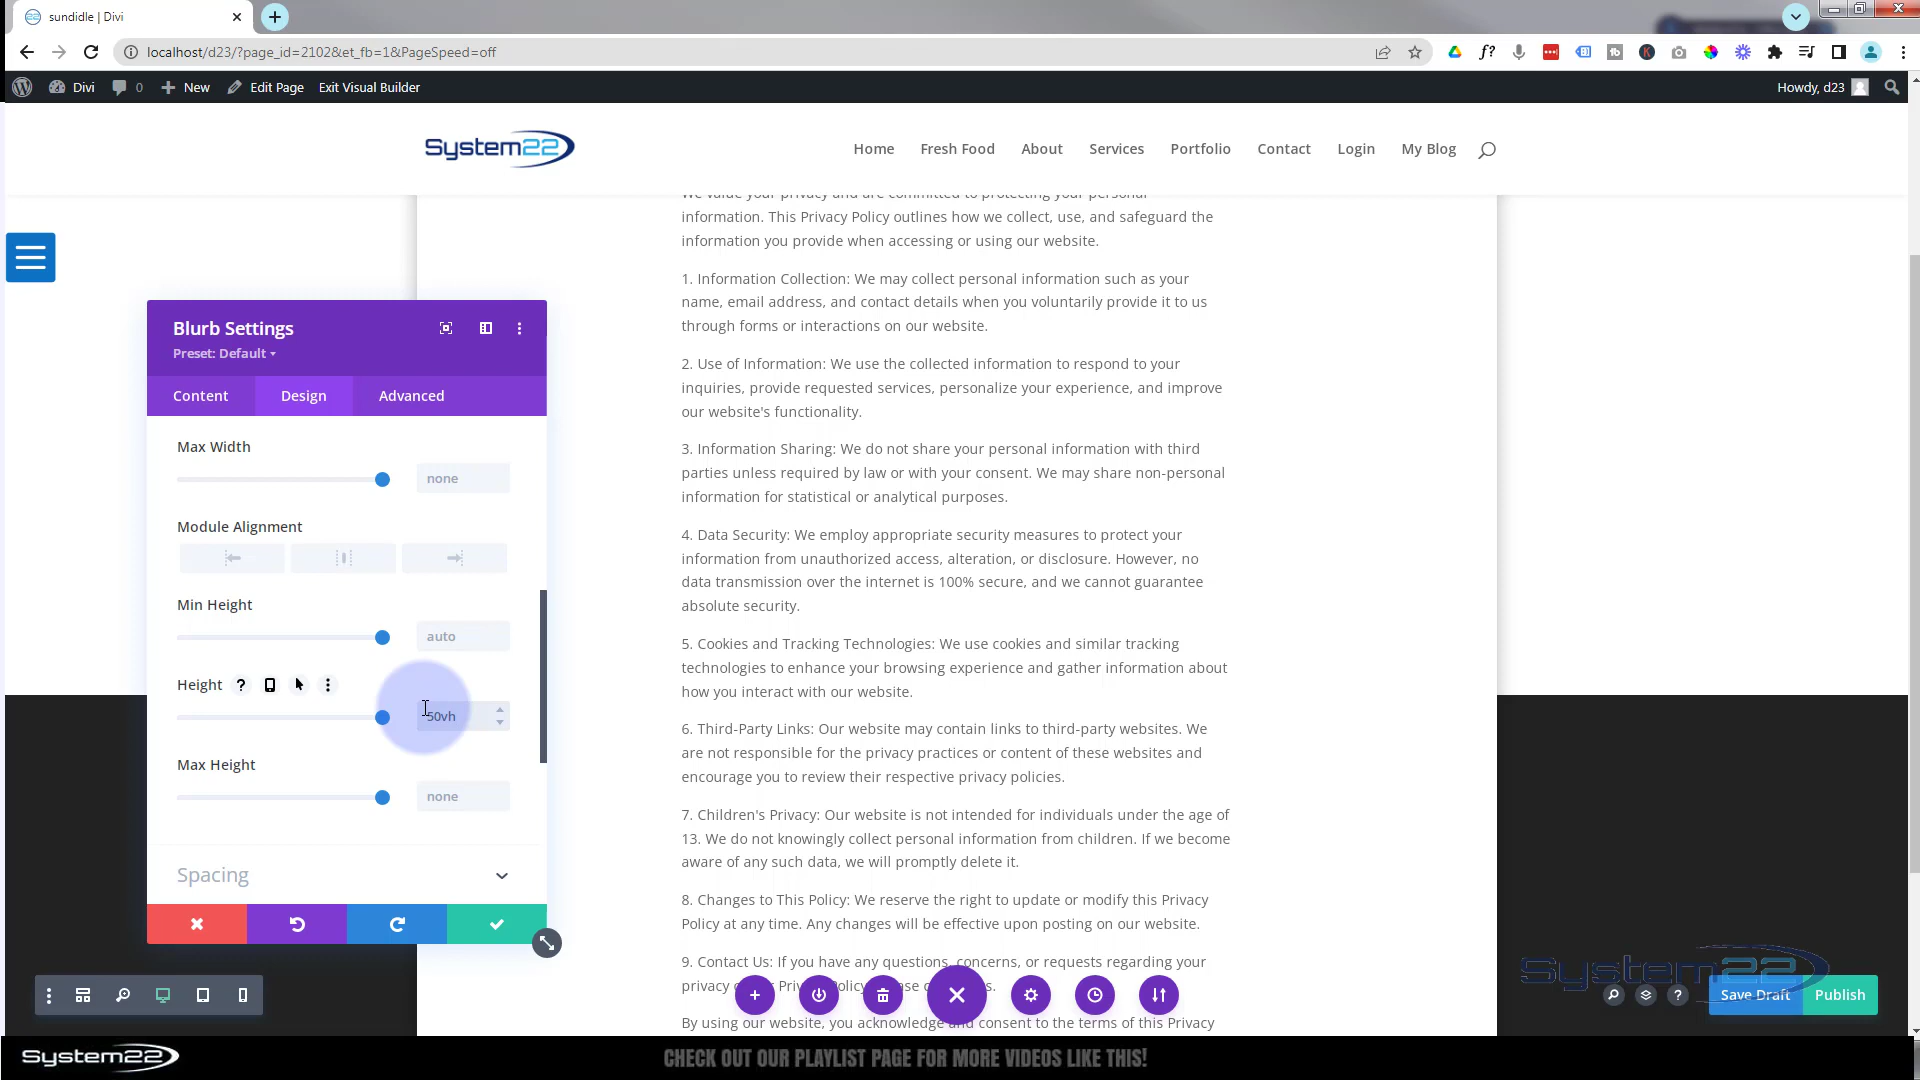 sundidle | Divi
localhost/d23/?page_id=2102&et_fb=1&PageSpeed=off
Divi 0 New Edit Page Exit Visual Builder Howdy, d23
System22 Home Fresh Food About Services Portfolio Contact Login My Blog
We value your privacy and are committed to protecting your personal
information. This Privacy Policy outlines how we collect, use, and safeguard the
information you provide when accessing or using our website.
1. Information Collection: We may collect personal information such as your
name, email address, and contact details when you voluntarily provide it to us
through forms or interactions on our website.
2. Use of Information: We use the collected information to respond to your
inquiries, provide requested services, personalize your experience, and improve
our website's functionality.
3. Information Sharing: We do not share your personal information with third
parties unless required by law or with your consent. We may share non-personal
information for statistical or analytical purposes.
4. Data Security: We employ appropriate security measures to protect your
information from unauthorized access, alteration, or disclosure. However, no
data transmission over the internet is 100% secure, and we cannot guarantee
absolute security.
5. Cookies and Tracking Technologies: We use cookies and similar tracking
technologies to enhance your browsing experience and gather information about
how you interact with our website.
6. Third-Party Links: Our website may contain links to third-party websites. We
are not responsible for the privacy practices or content of these websites and
encourage you to review their respective privacy policies.
7. Children's Privacy: Our website is not intended for individuals under the age of
13. We do not knowingly collect personal information from children. If we become
aware of any such data, we will promptly delete it.
8. Changes to This Policy: We reserve the right to update or modify this Privacy
Policy at any time. Any changes will be effective upon posting on our website.
9. Contact Us: If you have any questions, concerns, or requests regarding your
privacy
By using our website, you acknowledge and consent to the terms of this Privacy
Blurb Settings
Preset: Default
Content Design Advanced
Max Width
none
Module Alignment
Min Height
auto
Height ?
50vh
Max Height
none
Spacing
System22
? Save Draft Publish
System22 CHECK OUT OUR PLAYLIST PAGE FOR MORE VIDEOS LIKE THIS!